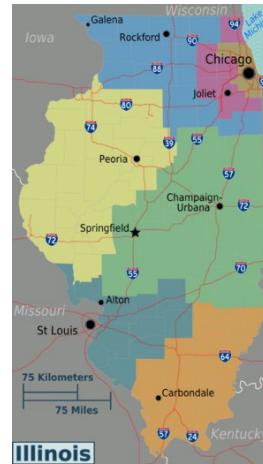 Wisconsin
Galena
Iowa
Rockford
90
94
Lake
Chicago
88
Joliet
80
74
39
55
Peoria
57
Champaign-
Urbana
72
Springfield
72
55
70
Missouri
Alton
St Louis
64
75 Kilometers
75 Miles
Carbondale
57
24
Kentucky
Illinois